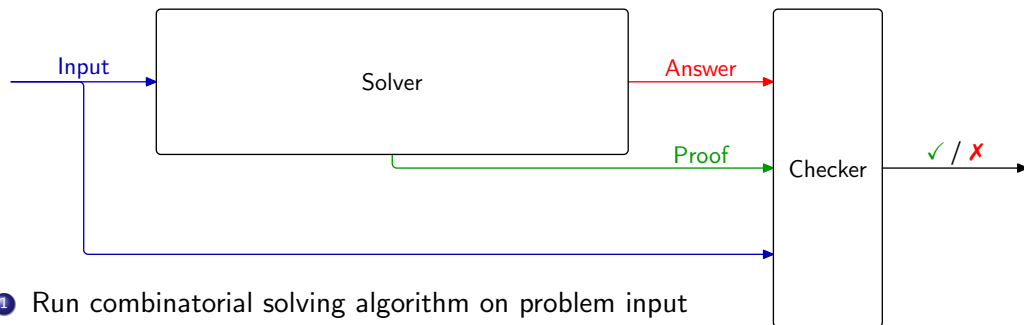 Input
Solver
Answer
Proof
Checker
✓ / ✗
1 Run combinatorial solving algorithm on problem input